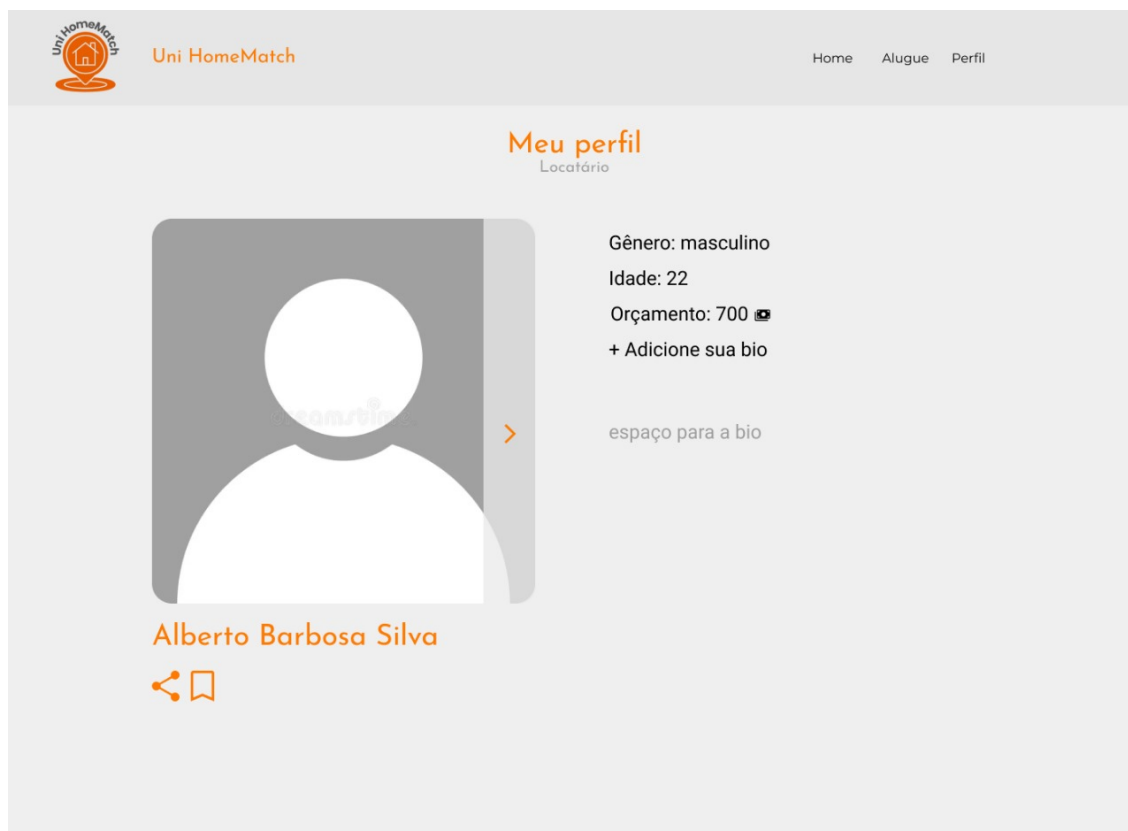 Uni HomeMatch
Uni HomeMatch
Home Alugue Perfil
Meu perfil
Locatário
Gênero: masculino
Idade: 22
Orçamento: 700
+ Adicione sua bio
espaço para a bio
Alberto Barbosa Silva